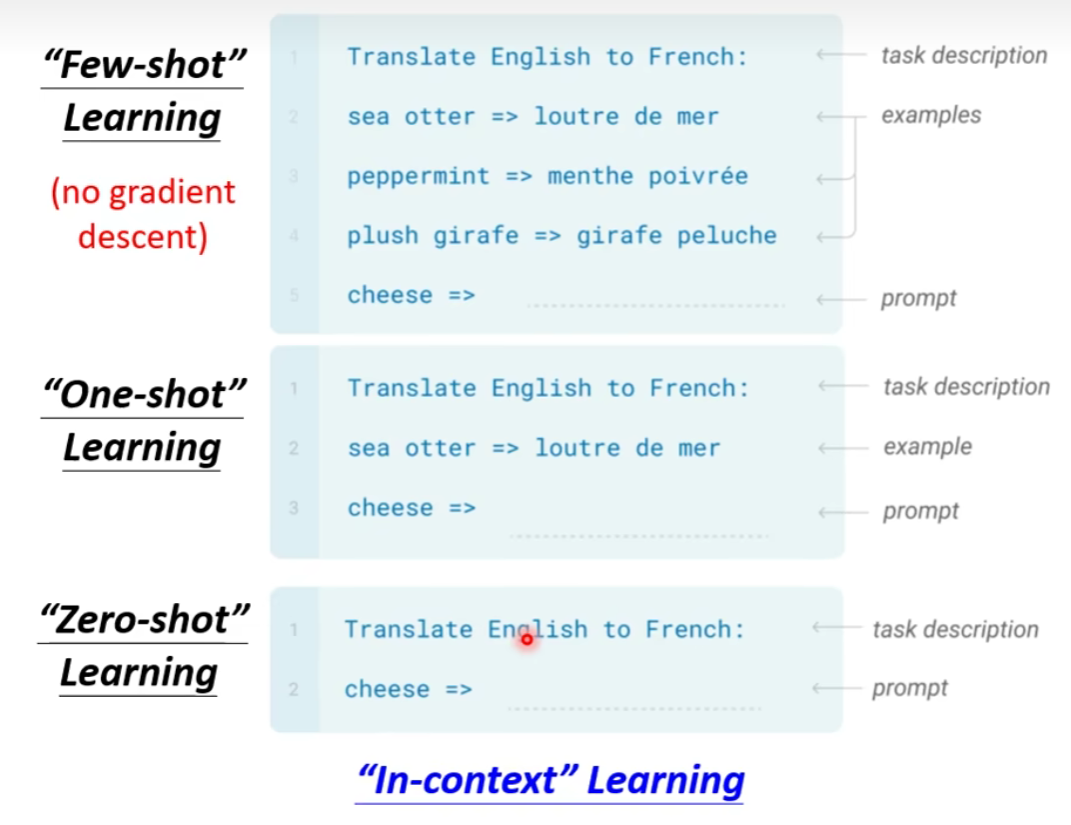 “Few-shot” Learning
(no gradient descent)
1 Translate English to French: task description
2 sea otter => loutre de mer examples
3 peppermint => menthe poivrée
4 plush girafe => girafe peluche
5 cheese => prompt
“One-shot” Learning
1 Translate English to French: task description
2 sea otter => loutre de mer example
3 cheese => prompt
“Zero-shot” Learning
1 Translate English to French: task description
2 cheese => prompt
“In-context” Learning